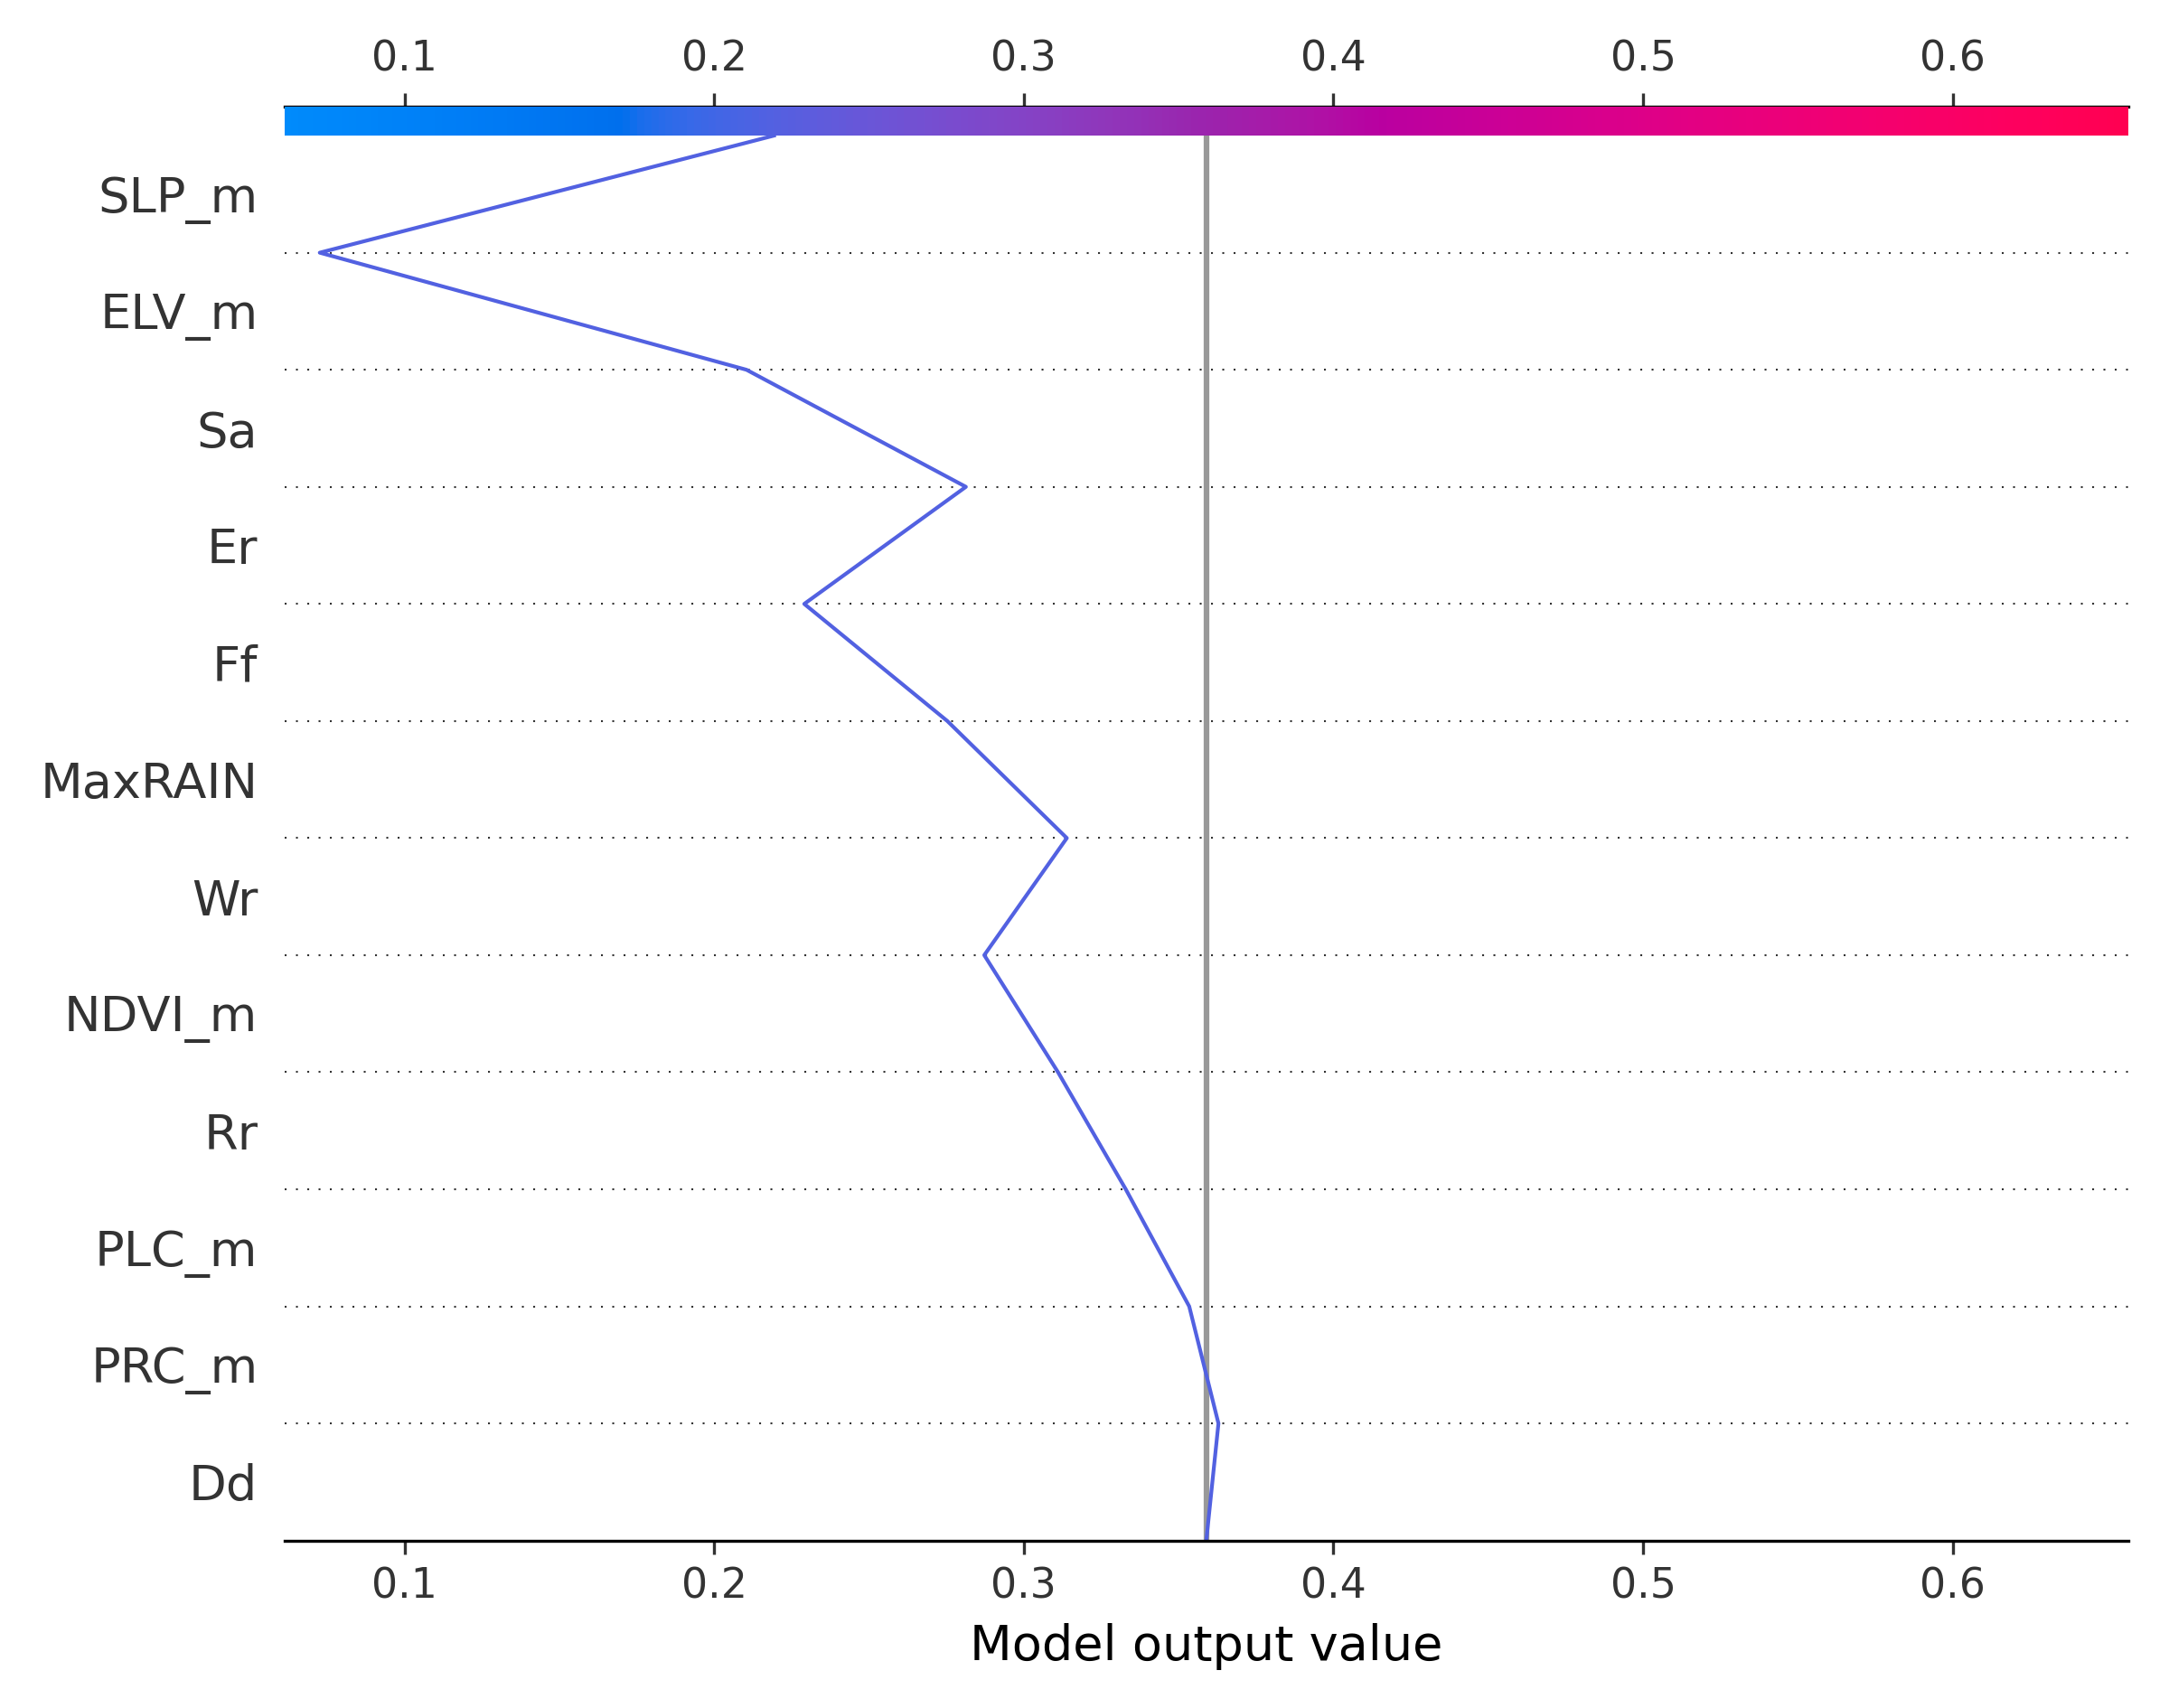 0.1 0.2 0.3 0.4 0.5 0.6
SLP_m
ELV_m
Sa
Er
Ff
MaxRAIN
Wr
NDVI_m
Rr
PLC_m
PRC_m
Dd
0.1 0.2 0.3 0.4 0.5 0.6
Model output value